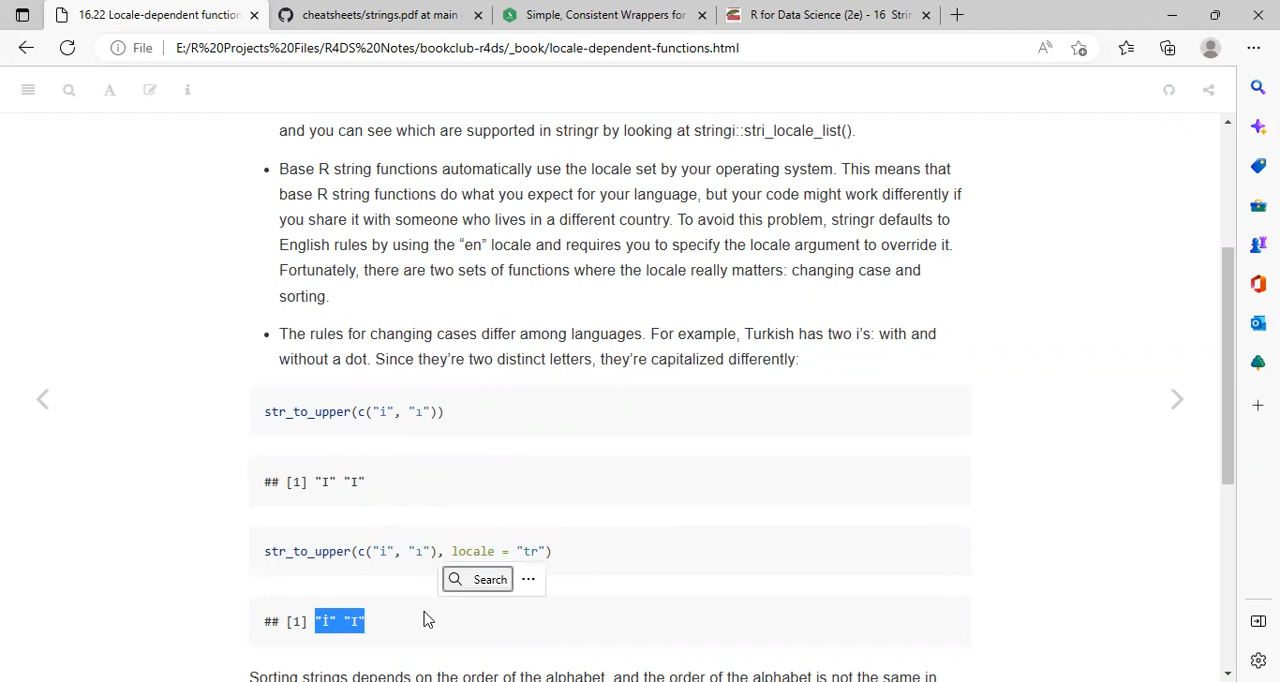 16.22 Locale-dependent function
cheatsheets/strings.pdf at main
Simple, Consistent Wrappers for
R for Data Science (2e) - 16 Strin
File
E:/R%20Projects%20Files/R4DS%20Notes/bookclub-r4ds/_book/locale-dependent-functions.html
and you can see which are supported in stringr by looking at stringi::stri_locale_list().
• Base R string functions automatically use the locale set by your operating system. This means that
base R string functions do what you expect for your language, but your code might work differently if
you share it with someone who lives in a different country. To avoid this problem, stringr defaults to
English rules by using the “en” locale and requires you to specify the locale argument to override it.
Fortunately, there are two sets of functions where the locale really matters: changing case and
sorting.
• The rules for changing cases differ among languages. For example, Turkish has two i’s: with and
without a dot. Since they’re two distinct letters, they’re capitalized differently:
str_to_upper(c("i", "ı"))
## [1] "I" "I"
str_to_upper(c("i", "ı"), locale = "tr")
Search
## [1] "İ" "I"
Sorting strings depends on the order of the alphabet, and the order of the alphabet is not the same in